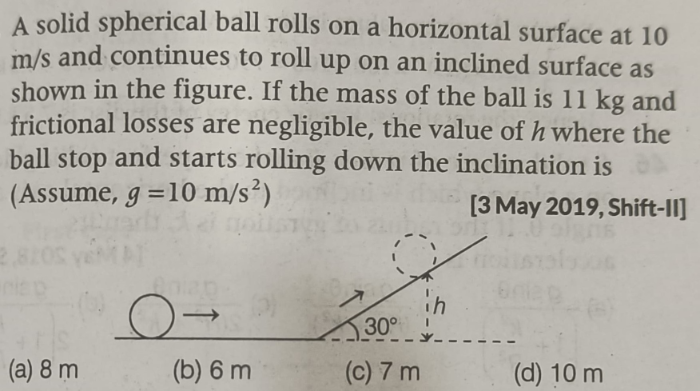 A solid spherical ball rolls on a horizontal surface at 10
m/s and continues to roll up on an inclined surface as
shown in the figure. If the mass of the ball is 11 kg and
frictional losses are negligible, the value of h where the
ball stop and starts rolling down the inclination is
(Assume, g = 10 m/s²)
[3 May 2019, Shift-II]
h
30°
(a) 8 m (b) 6 m (c) 7 m (d) 10 m